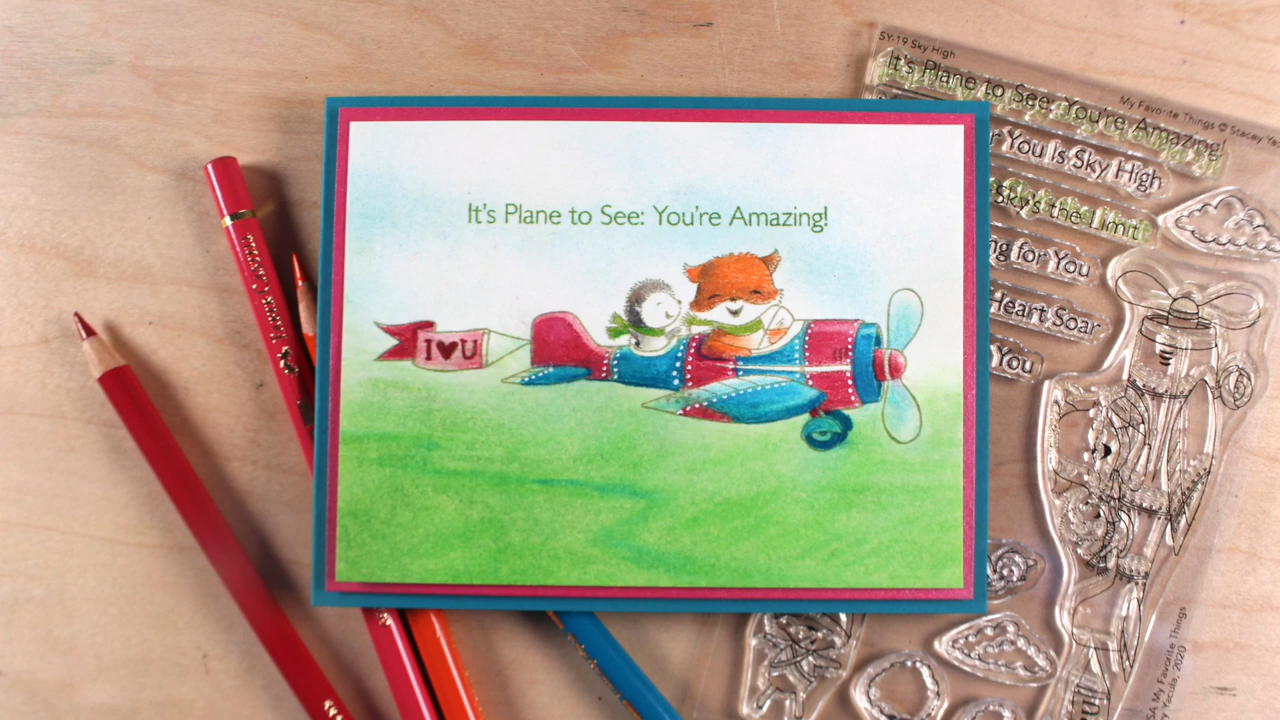 SY-19 Sky High
It's Plane to See: You're Amazing!
My Favorite Things © Stacey
r You Is Sky High
Sky's the Limit
ng for You
Heart Soar
You
It's Plane to See: You're Amazing!
I♥U
My Favorite Things
Yacula, 2020